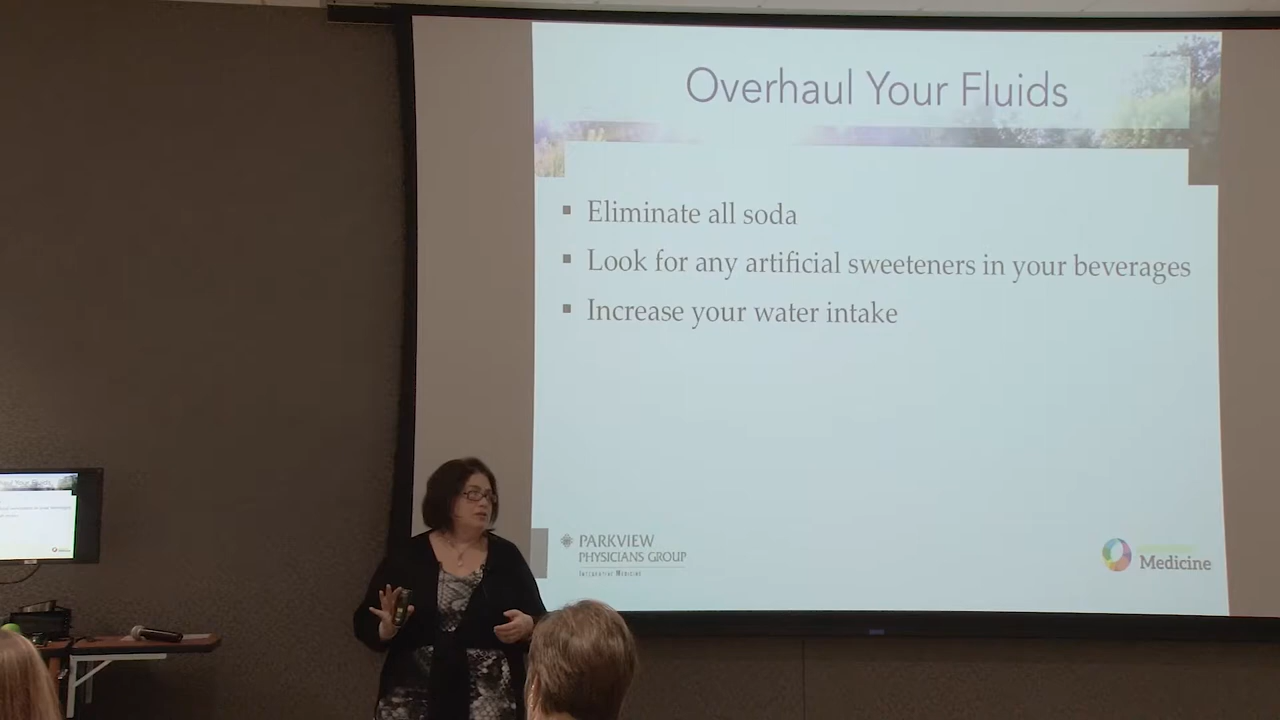 Overhaul Your Fluids
Eliminate all soda
Look for any artificial sweeteners in your beverages
Increase your water intake
PARKVIEW
PHYSICIANS GROUP
Medicine